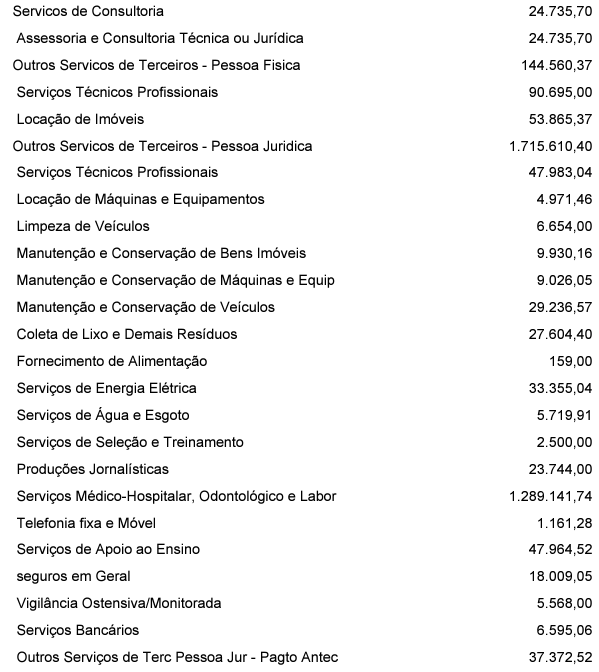 Servicos de Consultoria 24.735,70
Assessoria e Consultoria Técnica ou Jurídica 24.735,70
Outros Servicos de Terceiros - Pessoa Fisica 144.560,37
Serviços Técnicos Profissionais 90.695,00
Locação de Imóveis 53.865,37
Outros Servicos de Terceiros - Pessoa Juridica 1.715.610,40
Serviços Técnicos Profissionais 47.983,04
Locação de Máquinas e Equipamentos 4.971,46
Limpeza de Veículos 6.654,00
Manutenção e Conservação de Bens Imóveis 9.930,16
Manutenção e Conservação de Máquinas e Equip 9.026,05
Manutenção e Conservação de Veículos 29.236,57
Coleta de Lixo e Demais Resíduos 27.604,40
Fornecimento de Alimentação 159,00
Serviços de Energia Elétrica 33.355,04
Serviços de Água e Esgoto 5.719,91
Serviços de Seleção e Treinamento 2.500,00
Produções Jornalísticas 23.744,00
Serviços Médico-Hospitalar, Odontológico e Labor 1.289.141,74
Telefonia fixa e Móvel 1.161,28
Serviços de Apoio ao Ensino 47.964,52
seguros em Geral 18.009,05
Vigilância Ostensiva/Monitorada 5.568,00
Serviços Bancários 6.595,06
Outros Serviços de Terc Pessoa Jur - Pagto Antec 37.372,52